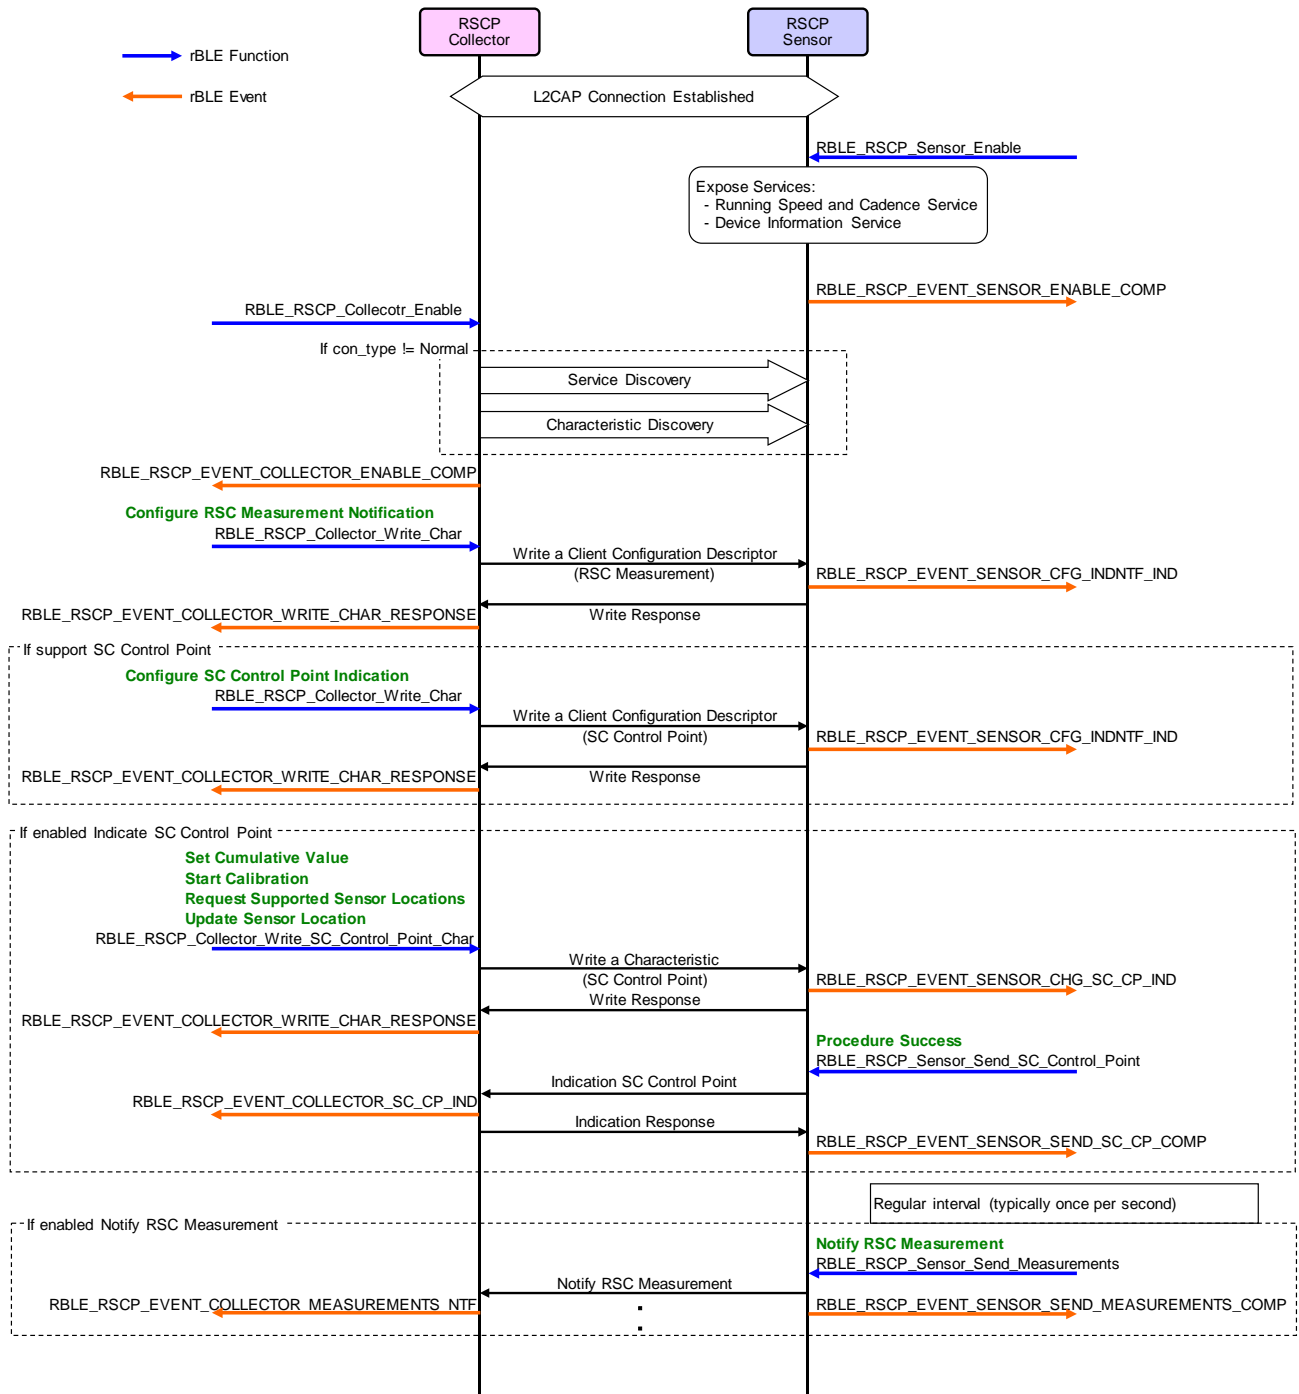 RSCP
Collector
RSCP
Sensor
rBLE Function
rBLE Event
L2CAP Connection Established
RBLE_RSCP_Sensor_Enable
Expose Services:
- Running Speed and Cadence Service
- Device Information Service
RBLE_RSCP_EVENT_SENSOR_ENABLE_COMP
RBLE_RSCP_Collecotr_Enable
If con_type != Normal
Service Discovery
Characteristic Discovery
RBLE_RSCP_EVENT_COLLECTOR_ENABLE_COMP
Configure RSC Measurement Notification
RBLE_RSCP_Collector_Write_Char
Write a Client Configuration Descriptor
(RSC Measurement)
RBLE_RSCP_EVENT_SENSOR_CFG_INDNTF_IND
Write Response
RBLE_RSCP_EVENT_COLLECTOR_WRITE_CHAR_RESPONSE
If support SC Control Point
Configure SC Control Point Indication
RBLE_RSCP_Collector_Write_Char
Write a Client Configuration Descriptor
(SC Control Point)
RBLE_RSCP_EVENT_SENSOR_CFG_INDNTF_IND
Write Response
RBLE_RSCP_EVENT_COLLECTOR_WRITE_CHAR_RESPONSE
If enabled Indicate SC Control Point
Set Cumulative Value
Start Calibration
Request Supported Sensor Locations
Update Sensor Location
RBLE_RSCP_Collector_Write_SC_Control_Point_Char
Write a Characteristic
(SC Control Point)
RBLE_RSCP_EVENT_SENSOR_CHG_SC_CP_IND
Write Response
RBLE_RSCP_EVENT_COLLECTOR_WRITE_CHAR_RESPONSE
Procedure Success
RBLE_RSCP_Sensor_Send_SC_Control_Point
Indication SC Control Point
RBLE_RSCP_EVENT_COLLECTOR_SC_CP_IND
Indication Response
RBLE_RSCP_EVENT_SENSOR_SEND_SC_CP_COMP
Regular interval (typically once per second)
If enabled Notify RSC Measurement
Notify RSC Measurement
RBLE_RSCP_Sensor_Send_Measurements
Notify RSC Measurement
RBLE_RSCP_EVENT_COLLECTOR_MEASUREMENTS_NTF
RBLE_RSCP_EVENT_SENSOR_SEND_MEASUREMENTS_COMP